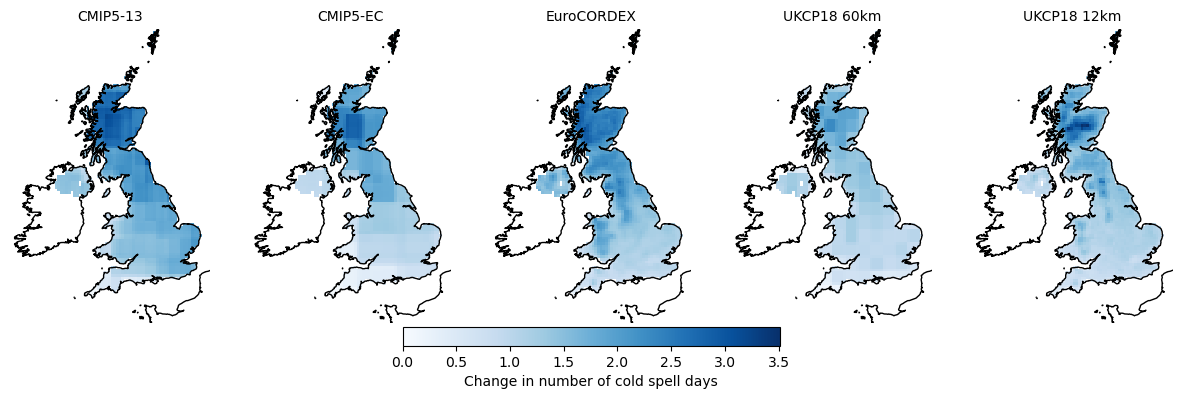 CMIP5-13 CMIP5-EC EuroCORDEX UKCP18 60km UKCP18 12km
0.0 0.5 1.0 1.5 2.0 2.5 3.0 3.5
Change in number of cold spell days